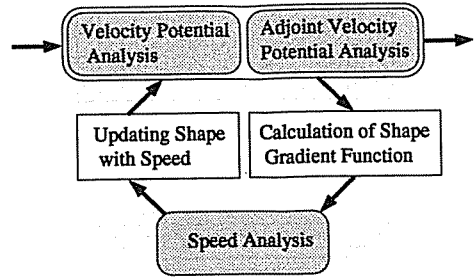 Velocity Potential
Analysis
Adjoint Velocity
Potential Analysis
Updating Shape
with Speed
Calculation of Shape
Gradient Function
Speed Analysis